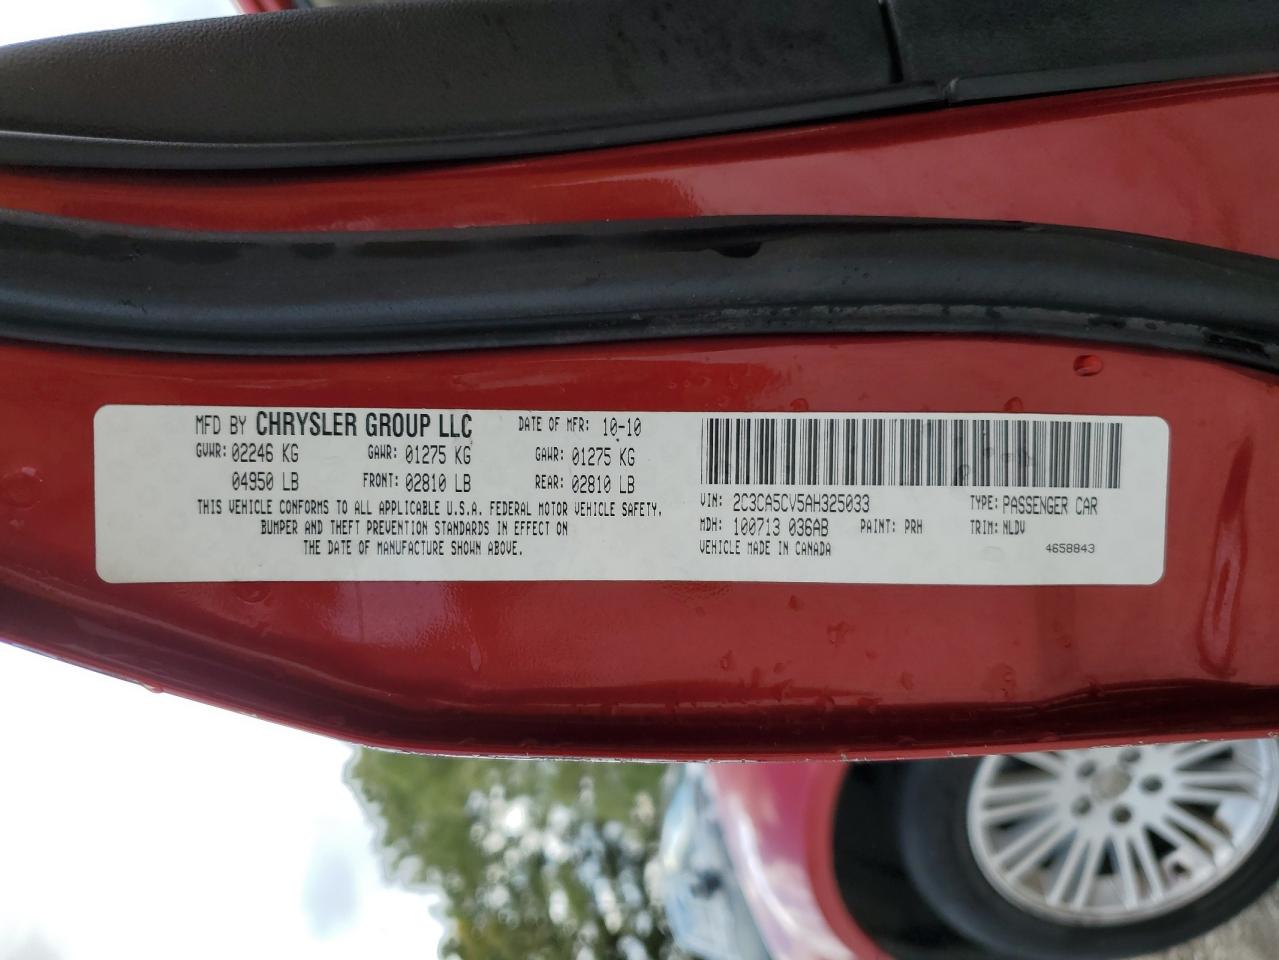 MFD BY CHRYSLER GROUP LLC DATE OF MFR: 10-10
GVWR: 02246 KG GAWR: 01275 KG GAWR: 01275 KG
04950 LB FRONT: 02810 LB REAR: 02810 LB
THIS VEHICLE CONFORMS TO ALL APPLICABLE U.S.A. FEDERAL MOTOR VEHICLE SAFETY,
BUMPER AND THEFT PREVENTION STANDARDS IN EFFECT ON
THE DATE OF MANUFACTURE SHOWN ABOVE.
VIN: 2C3CA5CV5AH325033 TYPE: PASSENGER CAR
MDH: 100713 036AB PAINT: PRH TRIM: NLDV
VEHICLE MADE IN CANADA 4658843